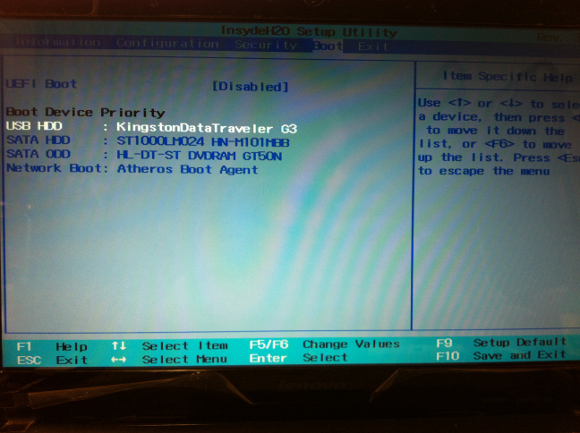 InsydeH2O Setup Utility Rev.
Information Configuration Security Boot Exit
UEFI Boot [Disabled]
Boot Device Priority
USB HDD : KingstonDataTraveler G3
SATA HDD : ST1000LM024 HN-M101MBB
SATA ODD : HL-DT-ST DVDRAM GT50N
Network Boot: Atheros Boot Agent
Item Specific Help
Use <↑> or <↓> to sele
a device, then press <
to move it down the
list, or <F6> to move
up the list. Press <Es
to escape the menu
F1 Help ↑↓ Select Item F5/F6 Change Values F9 Setup Default
ESC Exit ←→ Select Menu Enter Select F10 Save and Exit
lenovo